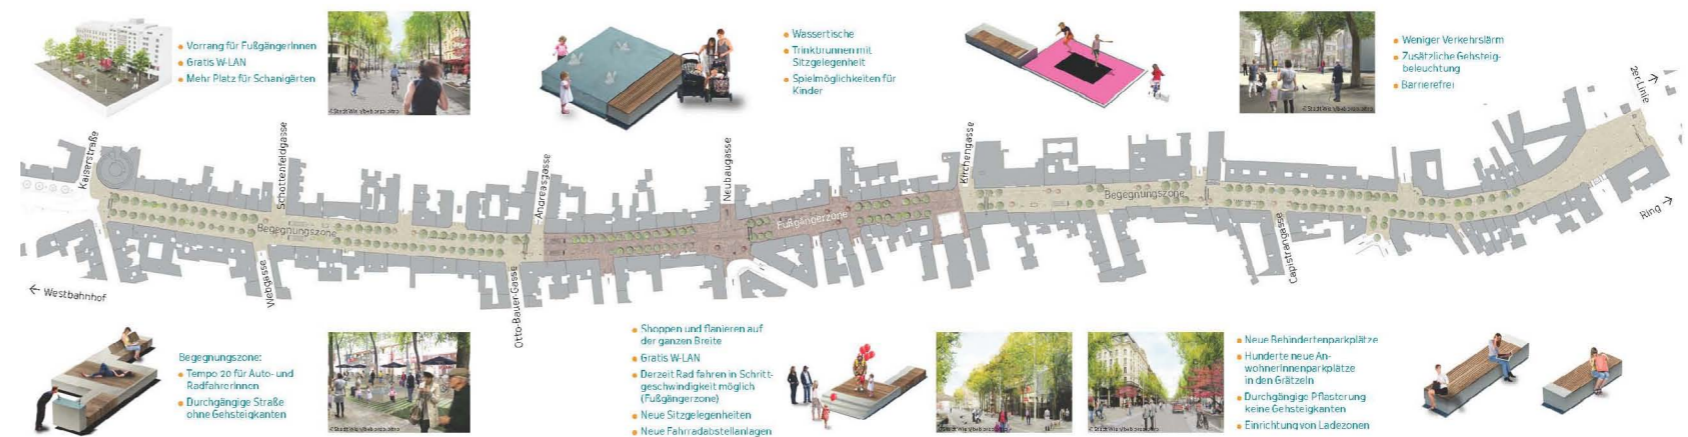 Vorrang für FußgängerInnen
Gratis W-LAN
Mehr Platz für Schanigärten
Wassertische
Trinkbrunnen mit
Sitzgelegenheit
Spielmöglichkeiten für
Kinder
Weniger Verkehrslärm
Zusätzliche Gehsteig-
beleuchtung
Barrierefrei
Kaiserstraße
Schottenfeldgasse
Andreasgasse
Neubaugasse
Kirchengasse
2er-Linie
Begegnungszone
Fußgängerzone
Begegnungszone
Ring
Westbahnhof
Webgasse
Otto-Bauer-Gasse
Capistrangasse
Begegnungszone:
Tempo 20 für Auto- und
RadfahrerInnen
Durchgängige Straße
ohne Gehsteigkanten
Shoppen und flanieren auf
der ganzen Breite
Gratis W-LAN
Derzeit Rad fahren in Schritt-
geschwindigkeit möglich
(Fußgängerzone)
Neue Sitzgelegenheiten
Neue Fahrradabstellanlagen
Neue Behindertenparkplätze
Hunderte neue An-
wohnerInnenparkplätze
in den Grätzeln
Durchgängige Pflasterung
keine Gehsteigkanten
Einrichtung von Ladezonen